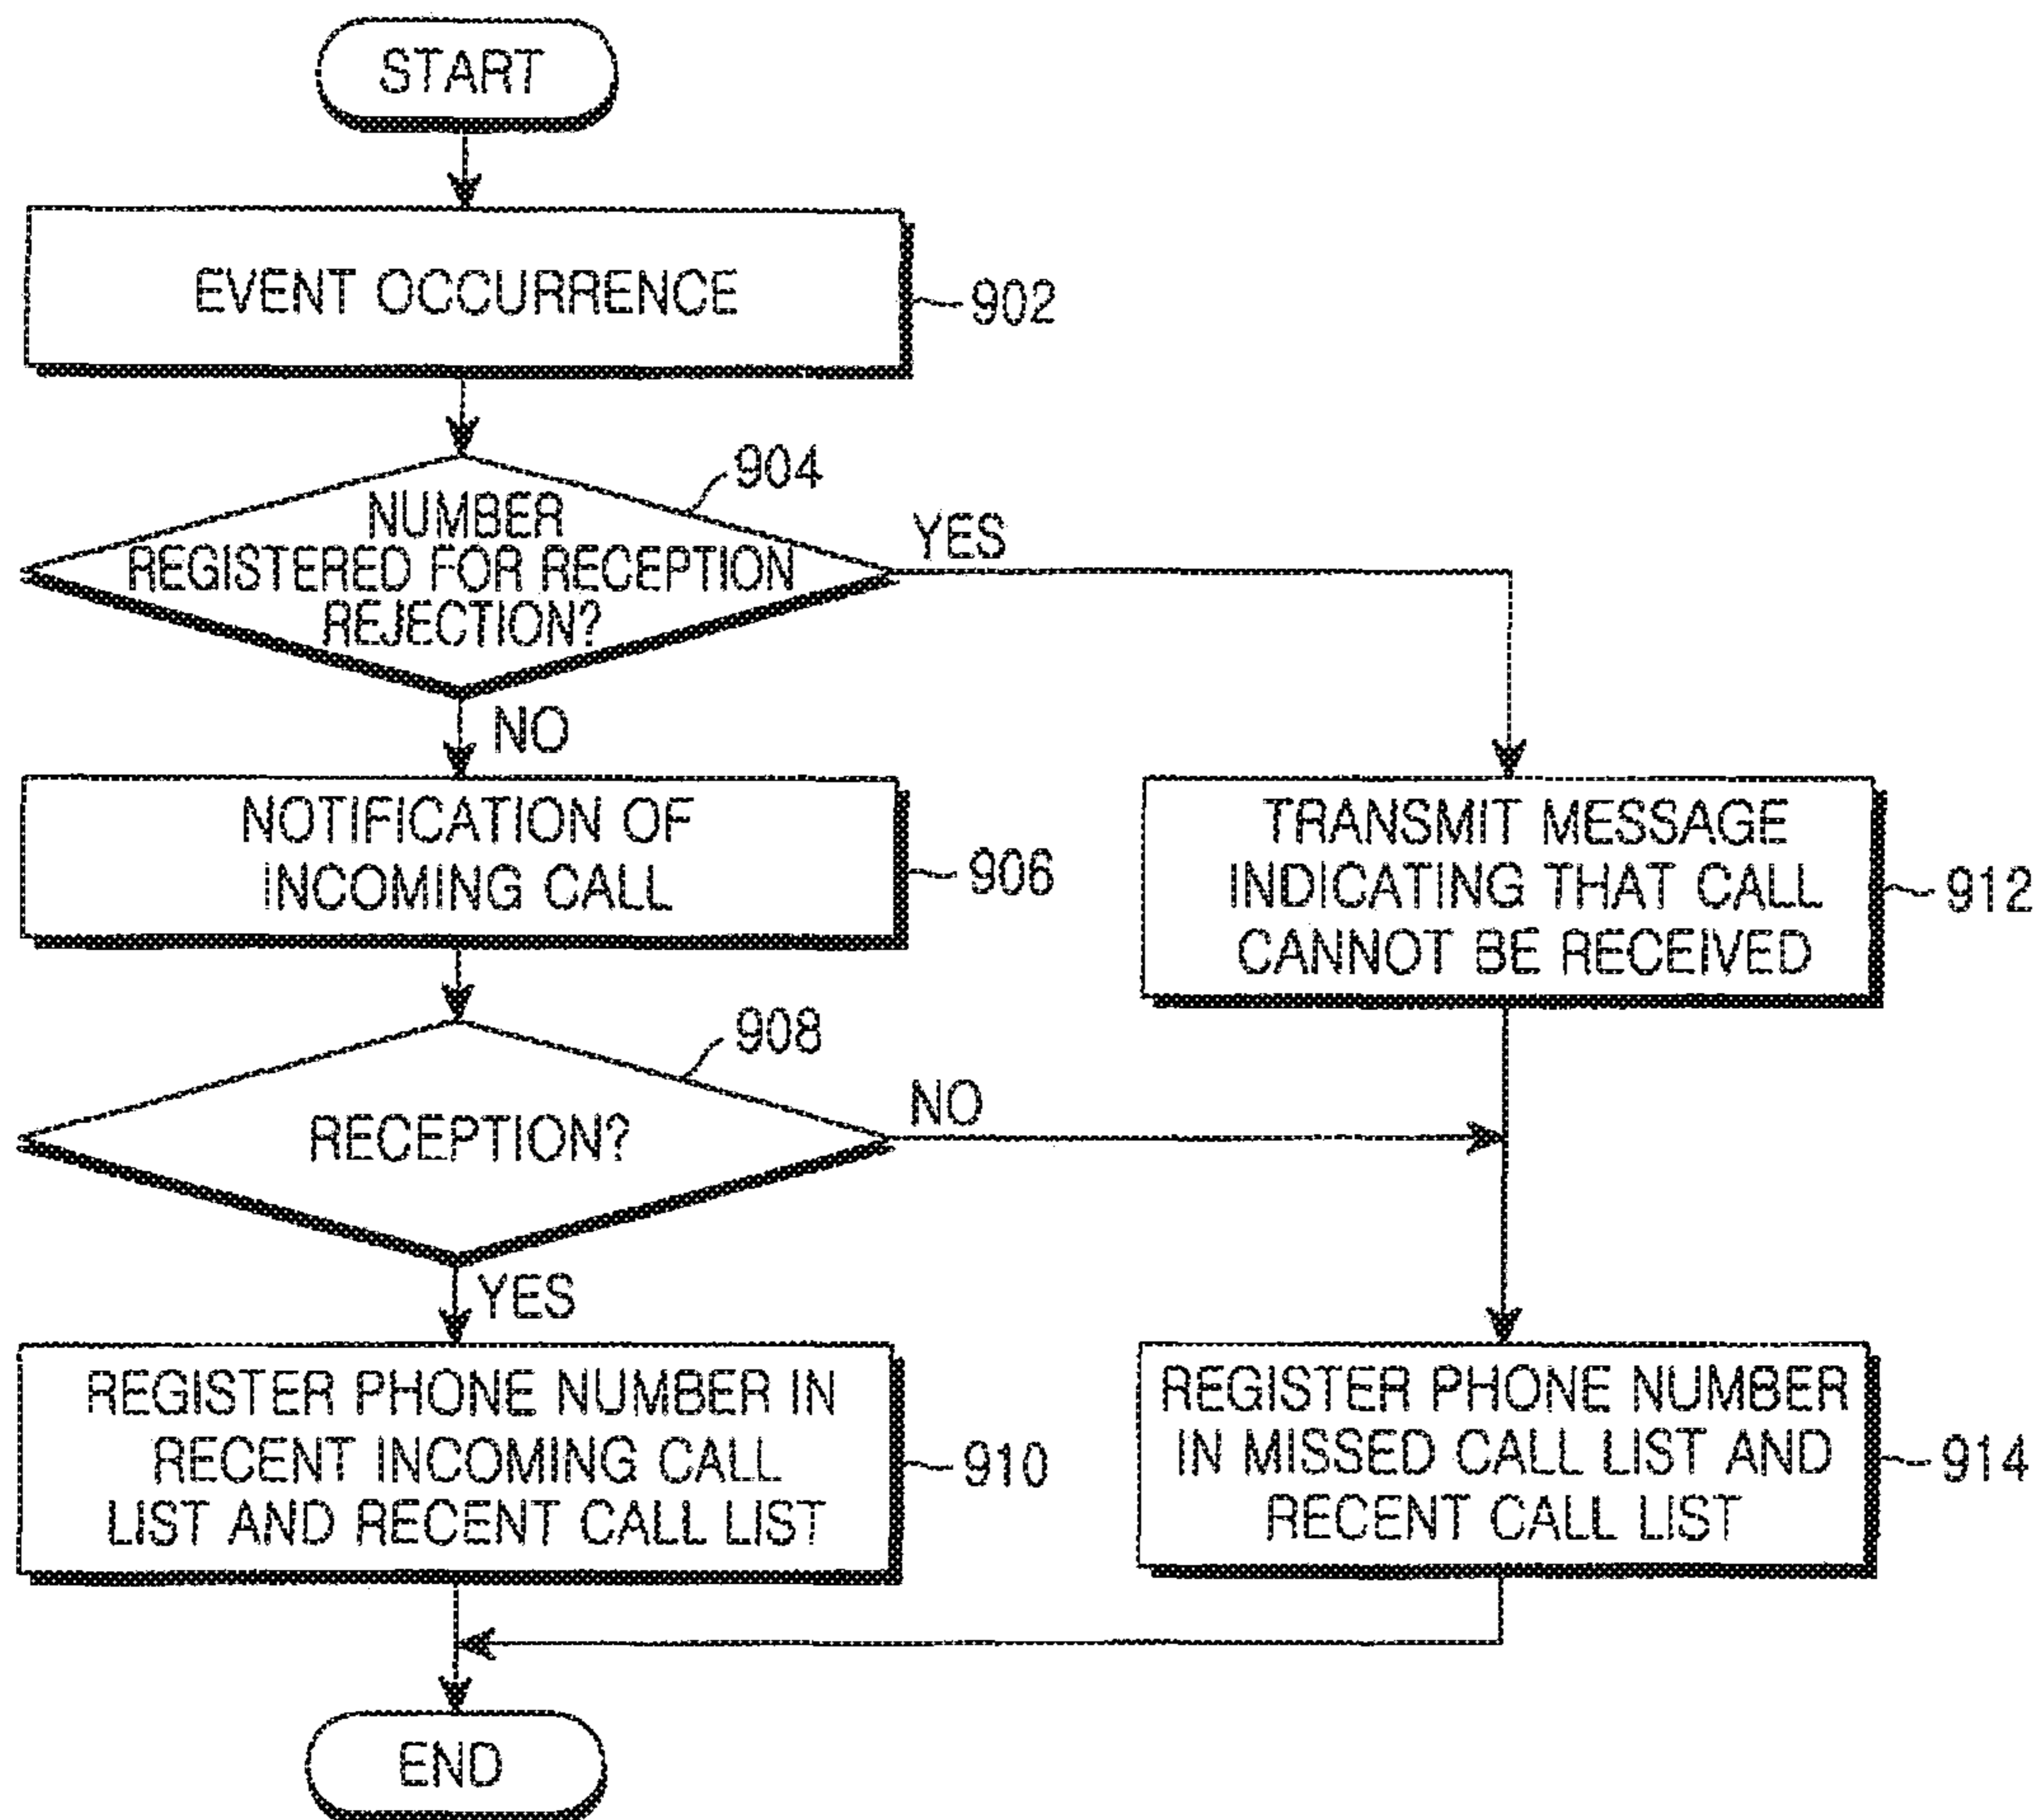 START
EVENT OCCURRENCE
902
904
NUMBER
REGISTERED FOR RECEPTION
REJECTION?
YES
NO
NOTIFICATION OF
INCOMING CALL
906
TRANSMIT MESSAGE
INDICATING THAT CALL
CANNOT BE RECEIVED
912
908
RECEPTION?
NO
YES
REGISTER PHONE NUMBER IN
RECENT INCOMING CALL
LIST AND RECENT CALL LIST
910
REGISTER PHONE NUMBER
IN MISSED CALL LIST AND
RECENT CALL LIST
914
END